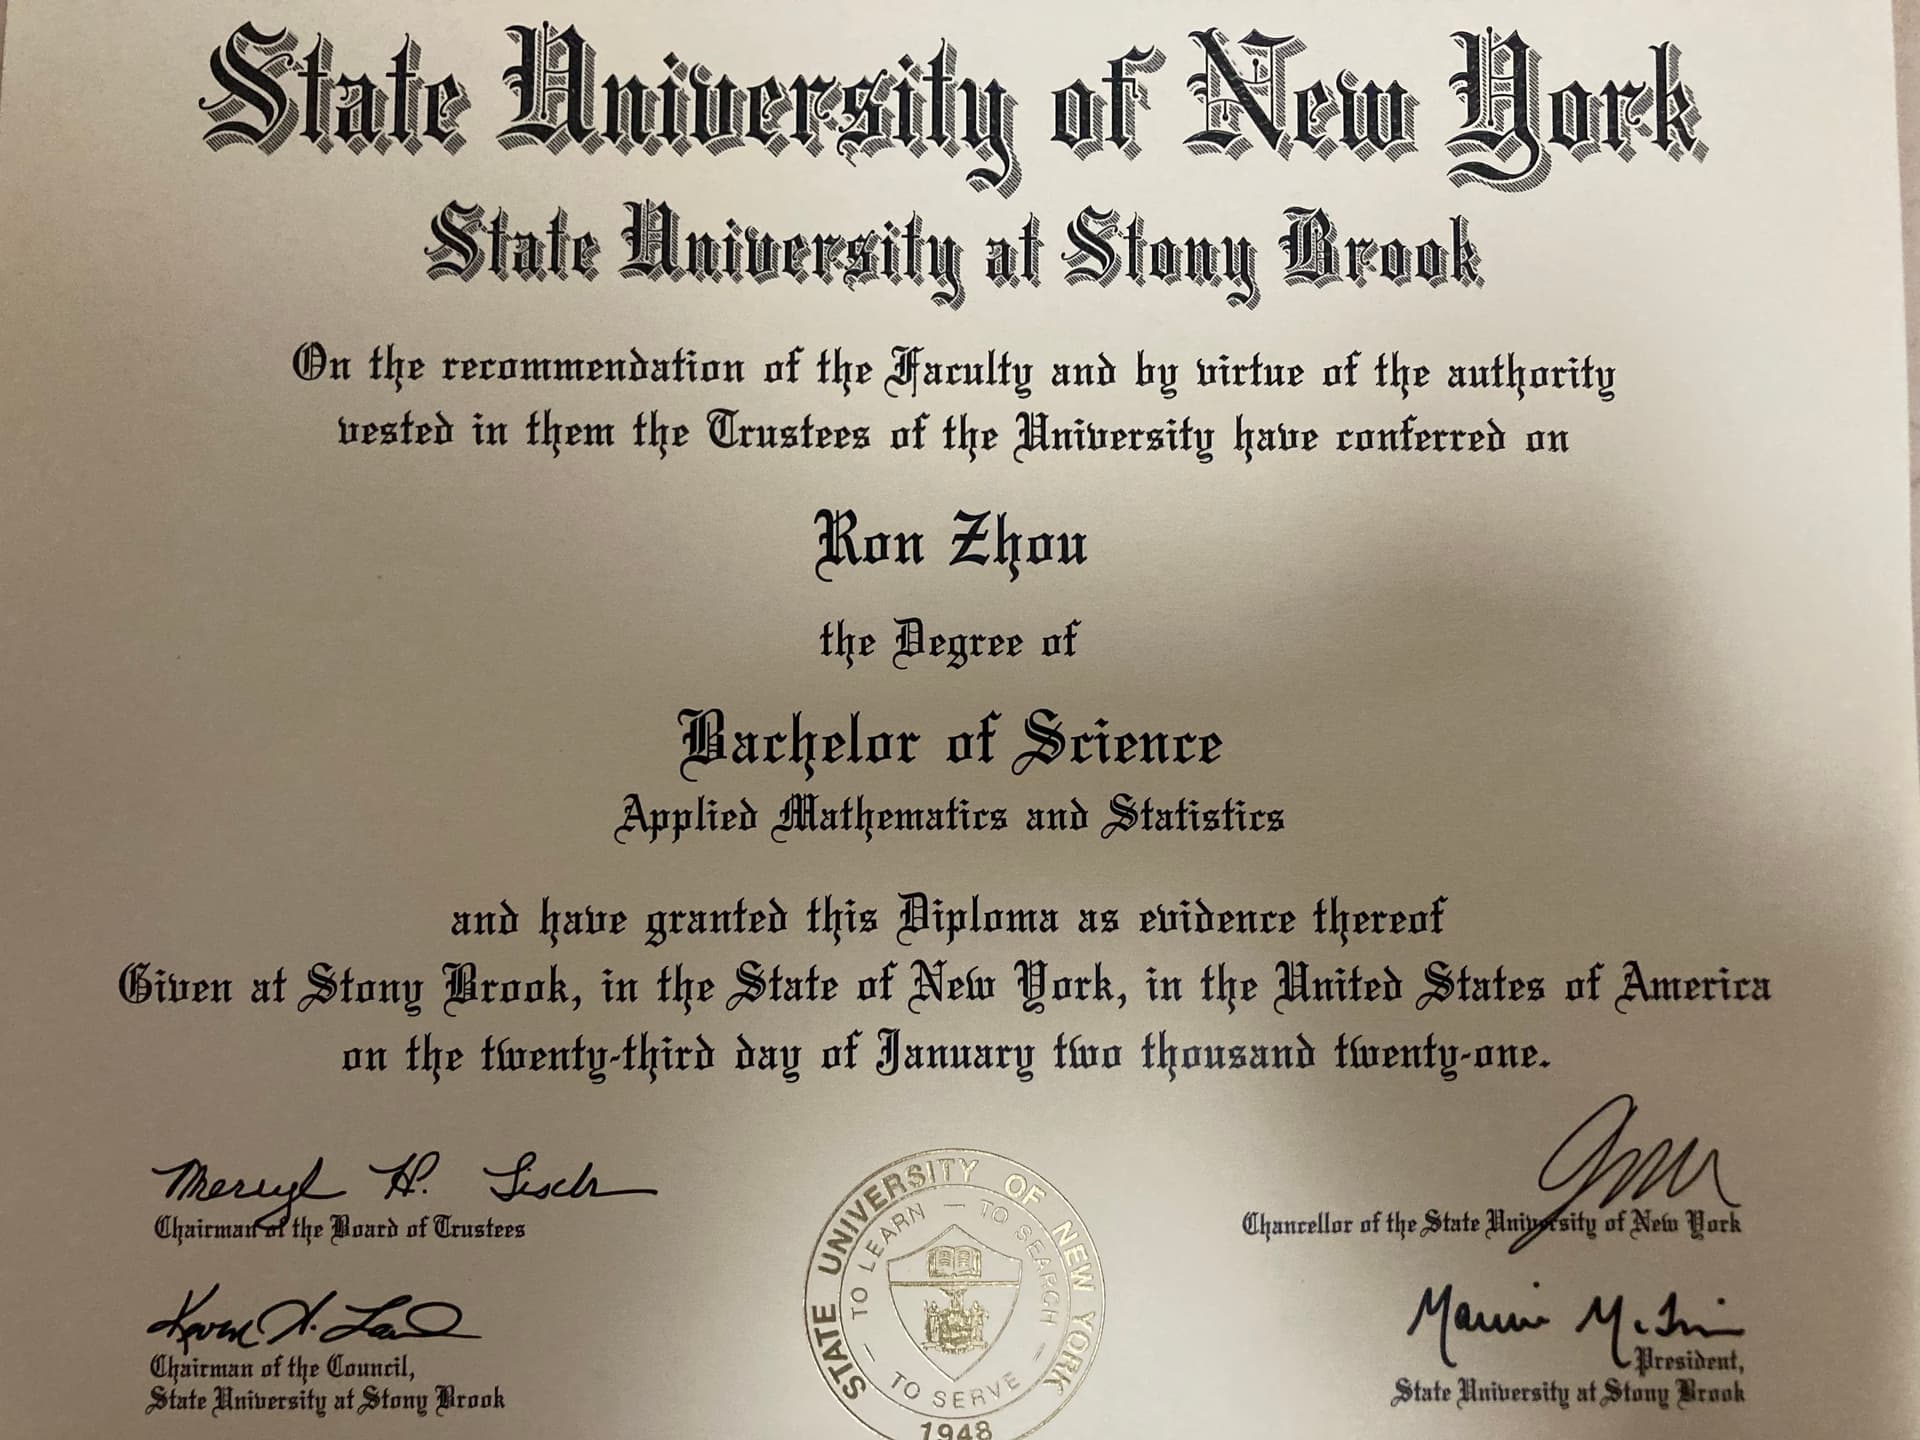 State University of New York
State University at Stony Brook
On the recommendation of the Faculty and by virtue of the authority
vested in them the Trustees of the University have conferred on
Ron Zhou
the Degree of
Bachelor of Science
Applied Mathematics and Statistics
and have granted this Diploma as evidence thereof
Given at Stony Brook, in the State of New York, in the United States of America
on the twenty-third day of January two thousand twenty-one.
Merryl H. Tisch
Chairman of the Board of Trustees
Chancellor of the State University of New York
Kevin
Chairman of the Council,
State University at Stony Brook
President,
State University at Stony Brook
STATE UNIVERSITY OF NEW YORK
TO LEARN — TO SEARCH — TO SERVE —
1948